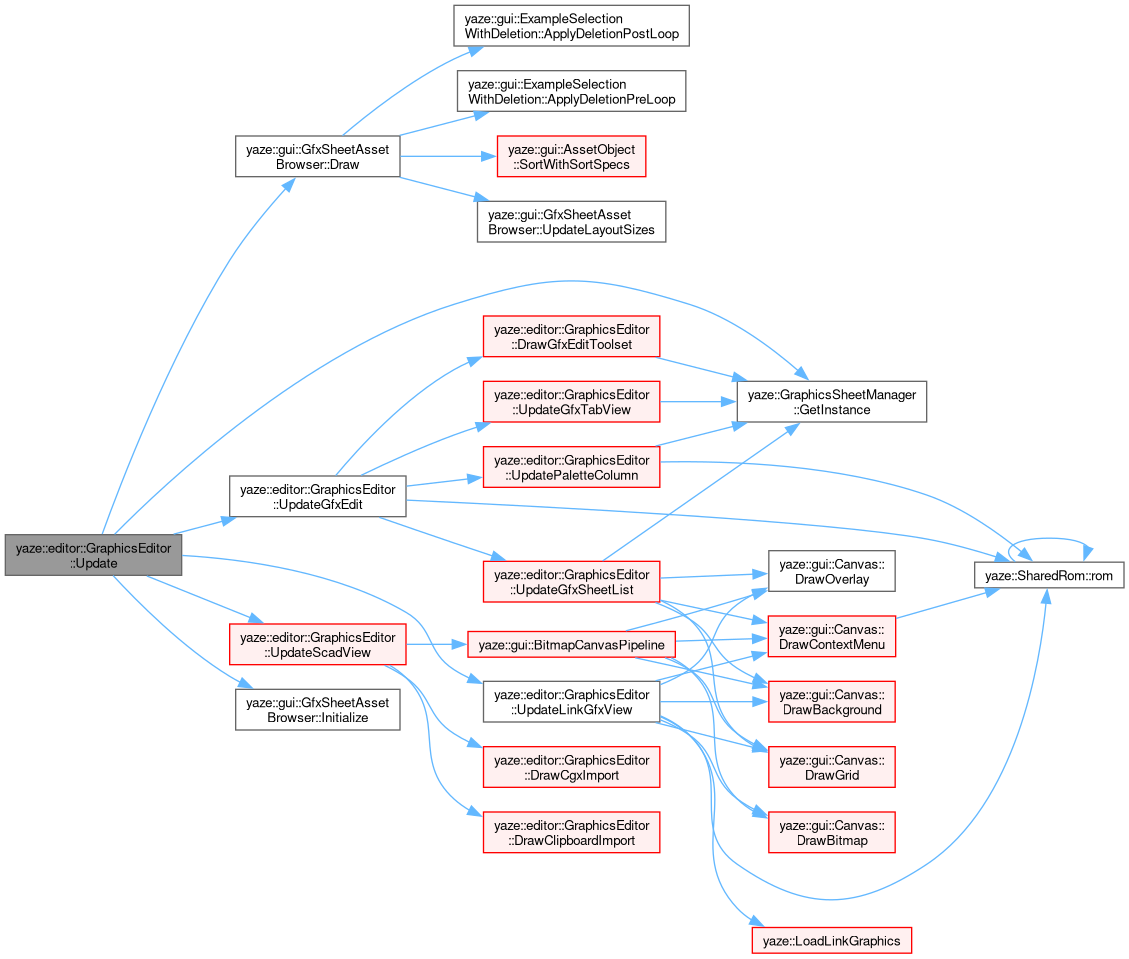 yaze::gui::ExampleSelection
WithDeletion::ApplyDeletionPostLoop
yaze::gui::ExampleSelection
WithDeletion::ApplyDeletionPreLoop
yaze::gui::GfxSheetAsset
Browser::Draw
yaze::gui::AssetObject
::SortWithSortSpecs
yaze::gui::GfxSheetAsset
Browser::UpdateLayoutSizes
yaze::editor::GraphicsEditor
::DrawGfxEditToolset
yaze::editor::GraphicsEditor
::UpdateGfxTabView
yaze::GraphicsSheetManager
::GetInstance
yaze::editor::GraphicsEditor
::UpdatePaletteColumn
yaze::editor::GraphicsEditor
::UpdateGfxEdit
yaze::editor::GraphicsEditor
::Update
yaze::editor::GraphicsEditor
::UpdateGfxSheetList
yaze::gui::Canvas::
DrawOverlay
yaze::SharedRom::rom
yaze::editor::GraphicsEditor
::UpdateScadView
yaze::gui::BitmapCanvasPipeline
yaze::gui::Canvas::
DrawContextMenu
yaze::gui::GfxSheetAsset
Browser::Initialize
yaze::editor::GraphicsEditor
::UpdateLinkGfxView
yaze::gui::Canvas::
DrawBackground
yaze::editor::GraphicsEditor
::DrawCgxImport
yaze::gui::Canvas::
DrawGrid
yaze::editor::GraphicsEditor
::DrawClipboardImport
yaze::gui::Canvas::
DrawBitmap
yaze::LoadLinkGraphics